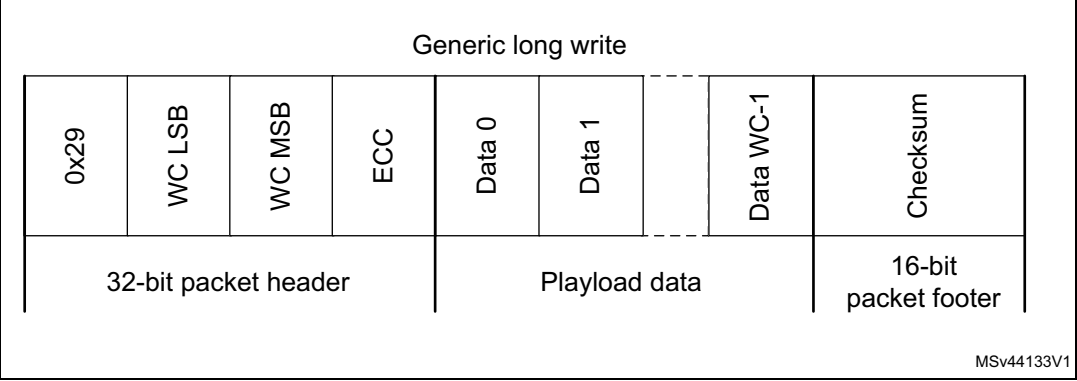 Generic long write
0x29
WC LSB
WC MSB
ECC
Data 0
Data 1
Data WC-1
Checksum
32-bit packet header
Playload data
16-bit
packet footer
MSv44133V1